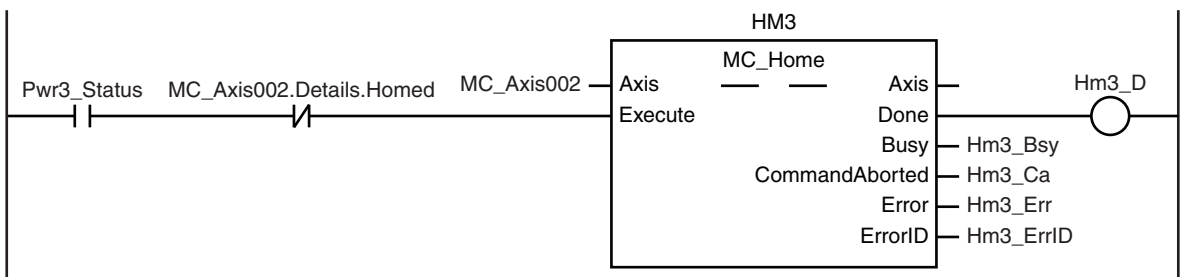 HM3
MC_Home
Pwr3_Status MC_Axis002.Details.Homed MC_Axis002 Axis Axis Hm3_D
Execute Done
Busy Hm3_Bsy
CommandAborted Hm3_Ca
Error Hm3_Err
ErrorID Hm3_ErrID